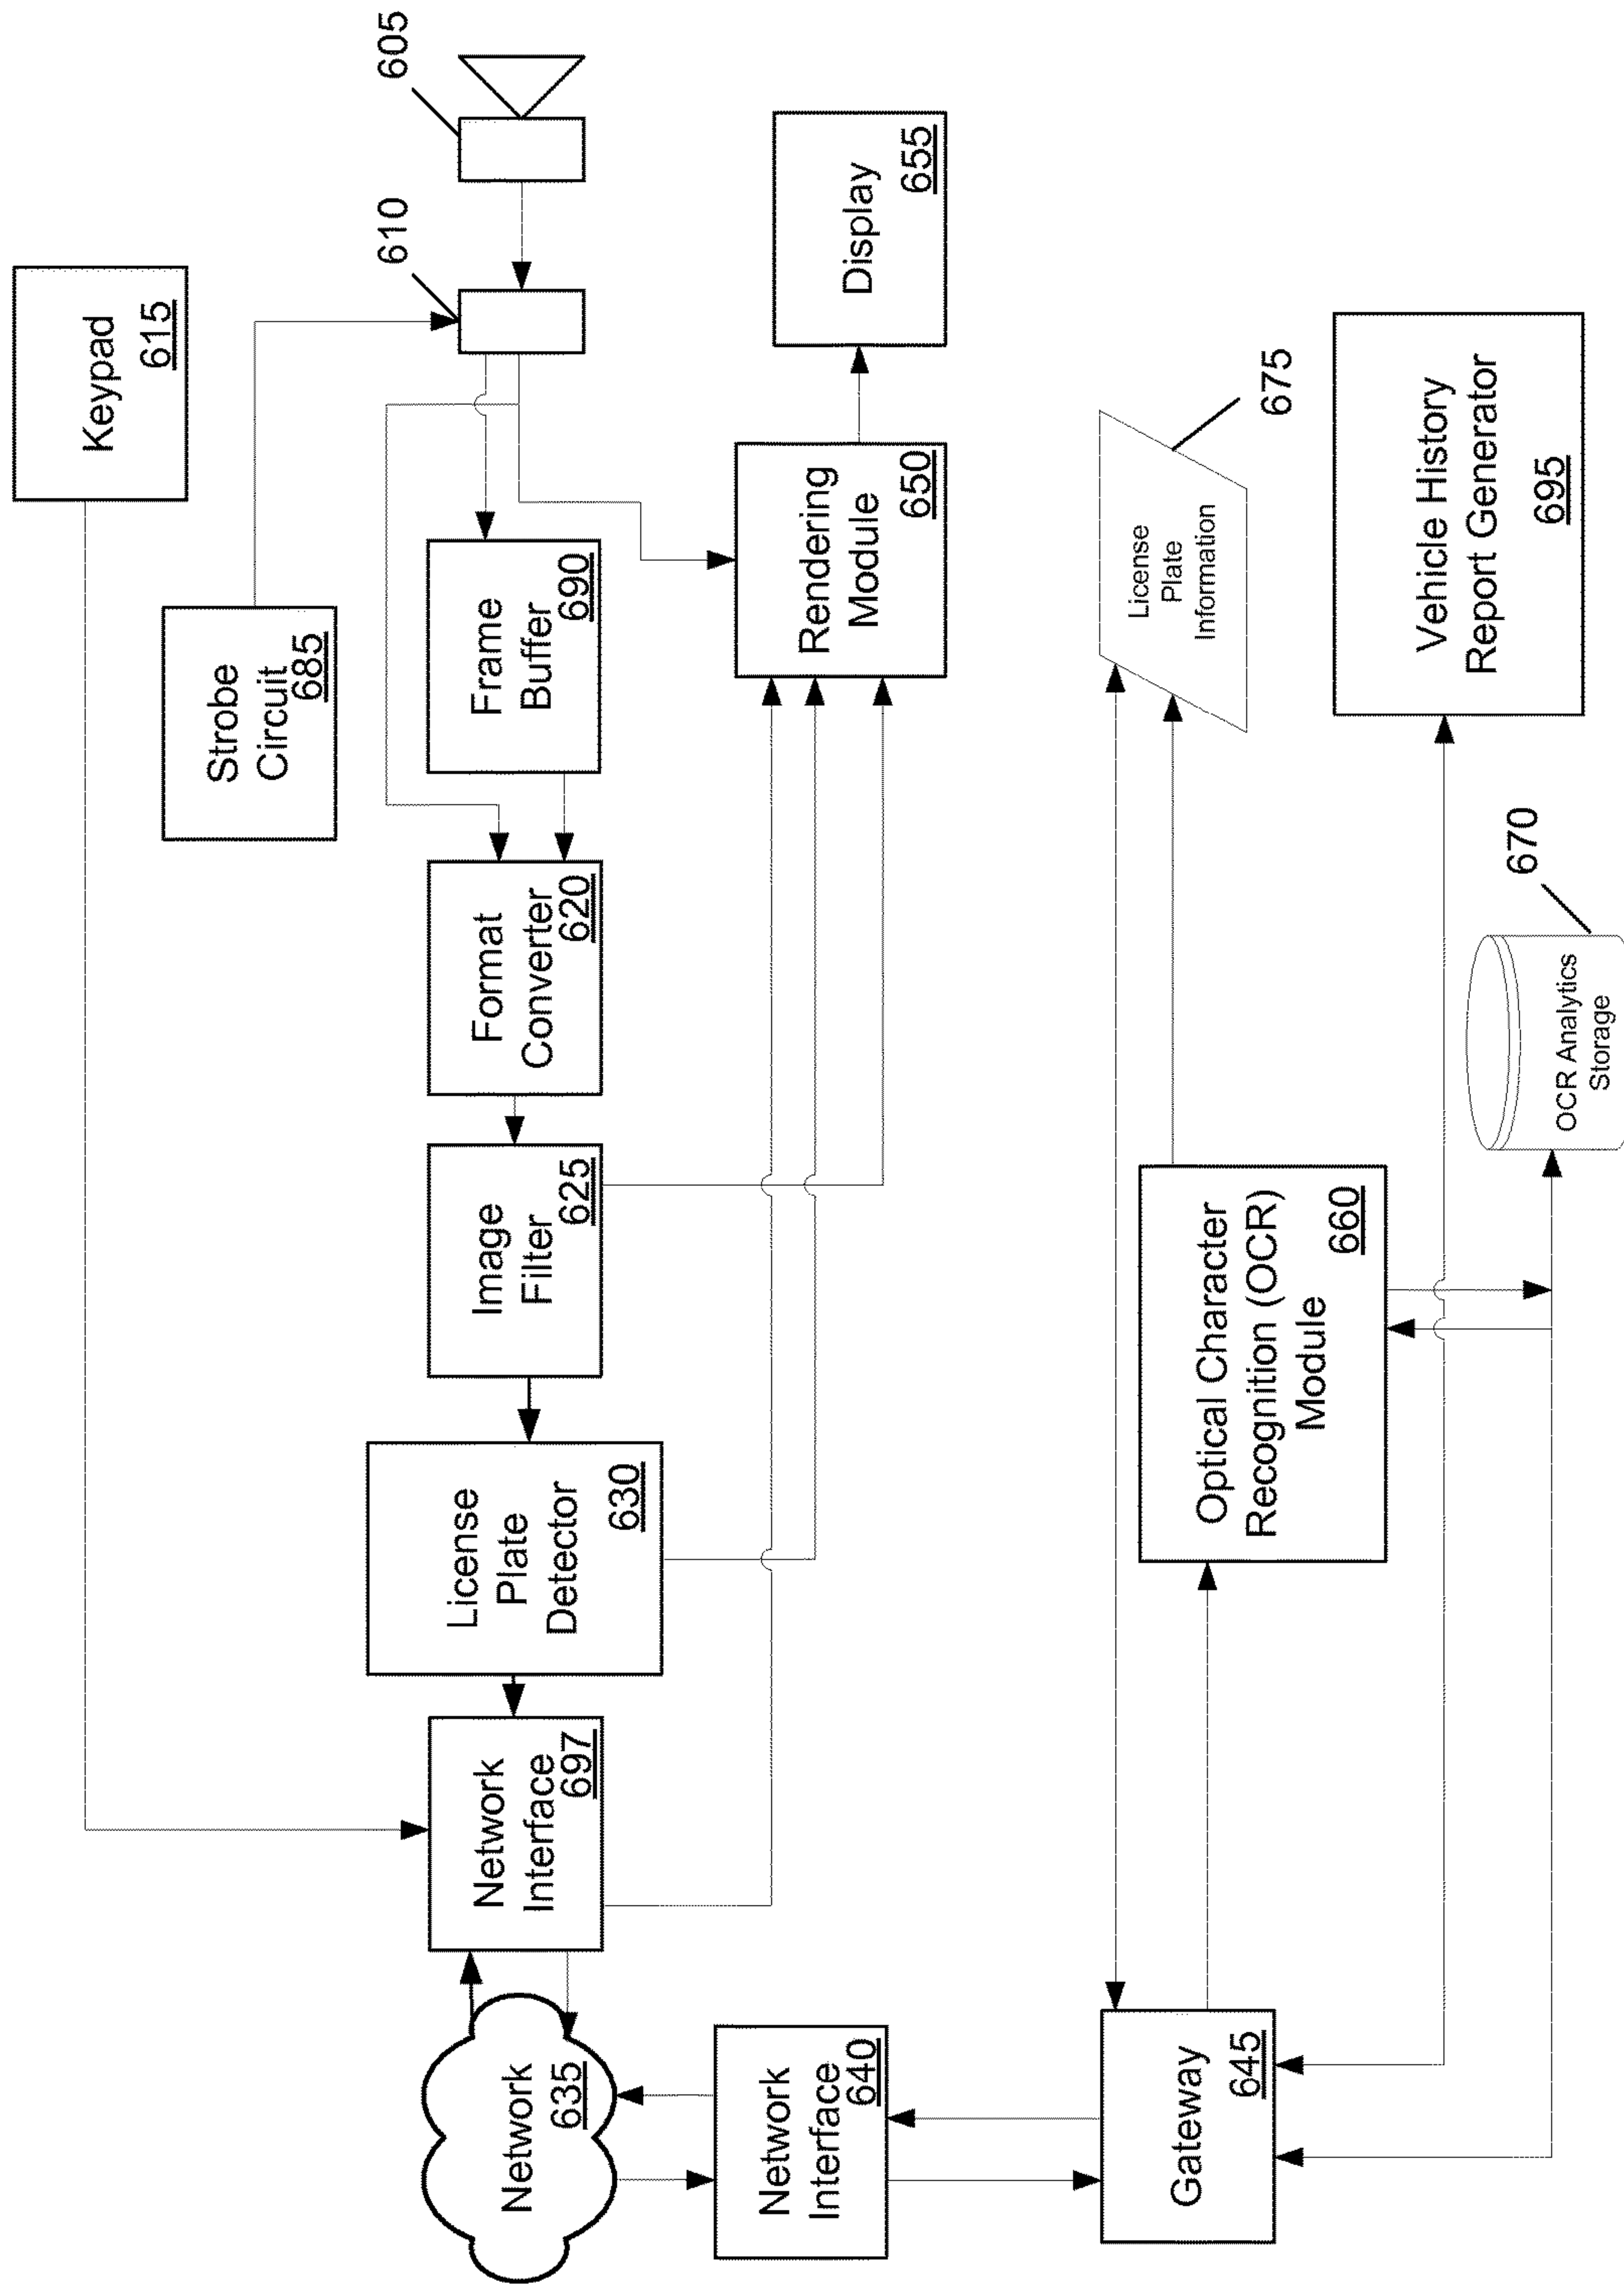 Network
635
Network
Interface
697
License
Plate
Detector
630
Image
Filter
625
Format
Converter
620
Frame
Buffer
690
Strobe
Circuit
685
Keypad
615
610
605
Rendering
Module
650
Display
655
Network
Interface
640
Gateway
645
Optical Character
Recognition (OCR)
Module
660
License
Plate
Information
675
Vehicle History
Report Generator
695
OCR Analytics
Storage
670